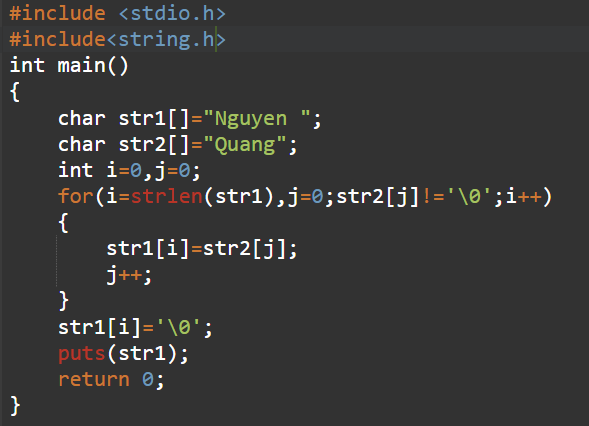 #include <stdio.h>
#include<string.h>
int main()
{
    char str1[]="Nguyen ";
    char str2[]="Quang";
    int i=0,j=0;
    for(i=strlen(str1),j=0;str2[j]!='\0';i++)
    {
        str1[i]=str2[j];
        j++;
    }
    str1[i]='\0';
    puts(str1);
    return 0;
}